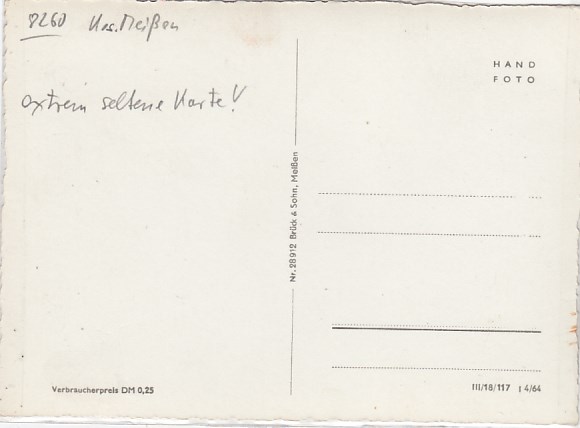 8260 Krs. Meißen
extrem seltene Karte!
HAND
FOTO
Nr. 28912 Brück & Sohn, Meißen
Verbraucherpreis DM 0,25
III/18/117 J 4/64